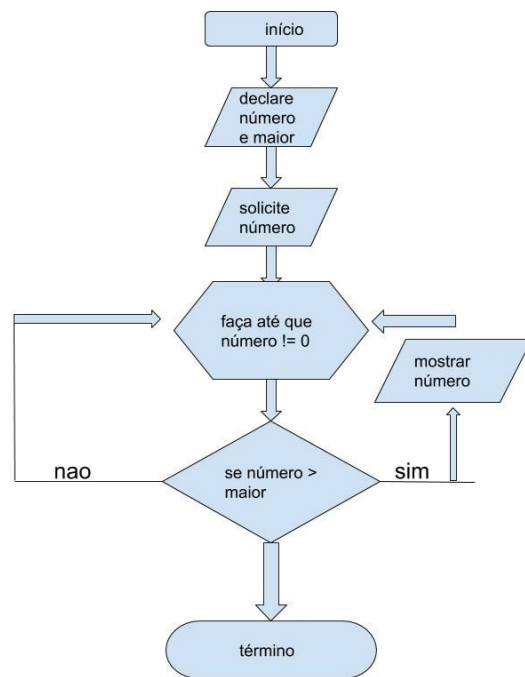 início
declare
número
e maior
solicite
número
faça até que
número != 0
mostrar
número
nao
se número >
maior
sim
término